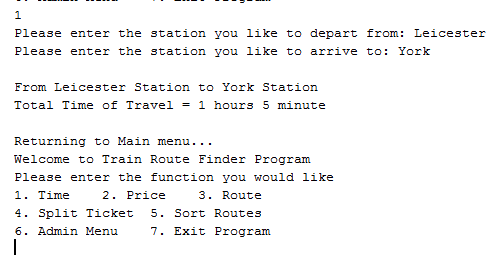 1
Please enter the station you like to depart from: Leicester
Please enter the station you like to arrive to: York
From Leicester Station to York Station
Total Time of Travel = 1 hours 5 minute
Returning to Main menu...
Welcome to Train Route Finder Program
Please enter the function you would like
1. Time    2. Price    3. Route
4. Split Ticket  5. Sort Routes
6. Admin Menu    7. Exit Program